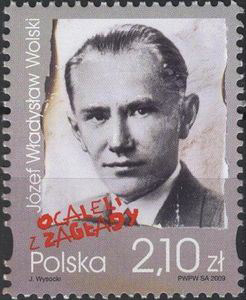 Józef Władysław Wolski
OCALELI
Z ZAGŁADY
Polska
2,10 zł
J. Wysocki
PWPW SA 2009